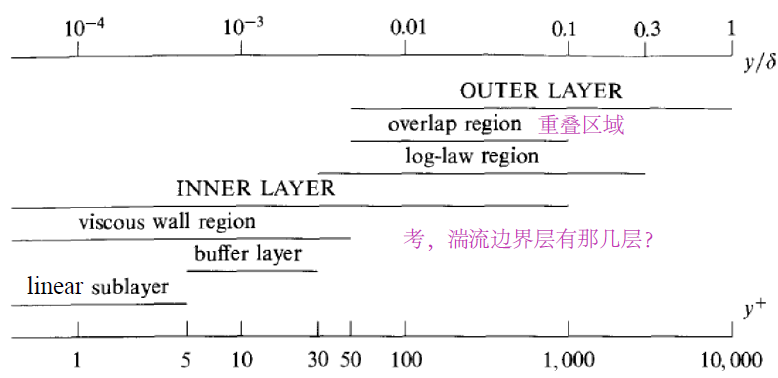 10⁻⁴ 10⁻³ 0.01 0.1 0.3 1
y/δ
OUTER LAYER
overlap region 重叠区域
log-law region
INNER LAYER
viscous wall region
考，湍流边界层有那几层?
buffer layer
linear sublayer
y⁺
1 5 10 30 50 100 1,000 10,000